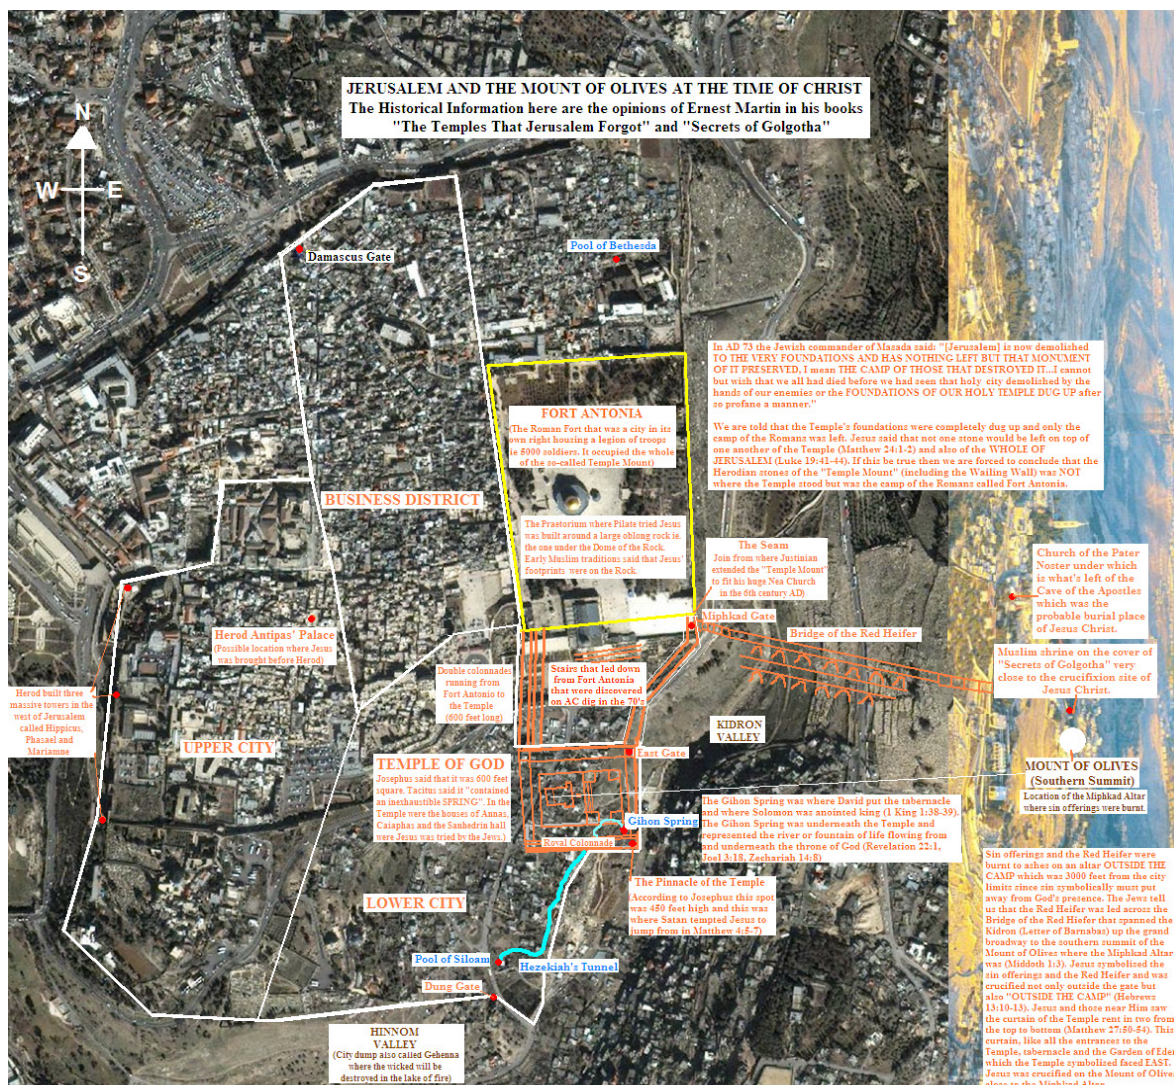 JERUSALEM AND THE MOUNT OF OLIVES AT THE TIME OF CHRIST
The Historical Information here are the opinions of Ernest Martin in his books
"The Temples That Jerusalem Forgot" and "Secrets of Golgotha"
N
W E
S
Damascus Gate
Pool of Bethesda
In AD 73 the Jewish commander of Masada said: "[Jerusalem] is now demolished
TO THE VERY FOUNDATIONS AND HAS NOTHING LEFT BUT THAT MONUMENT
OF IT PRESERVED, I mean THE CAMP OF THOSE THAT DESTROYED IT...I cannot
but wish that we all had died before we had seen that holy city demolished by the
hands of our enemies or the FOUNDATIONS OF OUR HOLY TEMPLE DUG UP after
so profane a manner."
We are told that the Temple's foundations were completely dug up and only the
camp of the Romans was left. Jesus said that not one stone would be left on top of
one another of the Temple (Matthew 24:1-2) and also of the WHOLE OF
JERUSALEM (Luke 19:41-44). If this be true then we are forced to conclude that the
Herodian stones of the "Temple Mount" (including the Wailing Wall) was NOT
where the Temple stood but was the camp of the Romans called Fort Antonia.
FORT ANTONIA
(The Roman Fort that was a city in its
own right housing a legion of troops
ie 5000 soldiers. It occupied the whole
of the so-called Temple Mount)
BUSINESS DISTRICT
The Praetorium where Pilate tried Jesus
was built around a large oblong rock ie.
the one under the Dome of the Rock.
Early Muslim traditions said that Jesus'
footprints were on the Rock.
The Seam
Join from where Justinian
extended the "Temple Mount"
to fit his huge Nea Church
in the 6th century AD)
Church of the Pater
Noster under which
is what's left of the
Cave of the Apostles
which was the
probable burial place
of Jesus Christ.
Miphkad Gate
Bridge of the Red Heifer
Herod Antipas' Palace
(Possible location where Jesus
was brought before Herod)
Muslim shrine on the cover of
"Secrets of Golgotha" very
close to the crucifixion site of
Jesus Christ.
Double colonnades
running from
Fort Antonio to
the Temple
(600 feet long)
Stairs that led down
from Fort Antonia
that were discovered
on AC dig in the 70's
Herod built three
massive towers in the
west of Jerusalem
called Hippicus,
Phasael and
Mariamne
KIDRON
VALLEY
UPPER CITY
East Gate
TEMPLE OF GOD
Josephus said that it was 600 feet
square. Tacitus said it "contained
an inexhaustible SPRING". In the
Temple were the houses of Annas,
Caiaphas and the Sanhedrin hall
were Jesus was tried by the Jews.)
MOUNT OF OLIVES
(Southern Summit)
Location of the Miphkad Altar
where sin offerings were burnt.
Gihon Spring
Royal Colonnade
The Gihon Spring was where David put the tabernacle
and where Solomon was anointed king (1 King 1:38-39).
The Gihon Spring was underneath the Temple and
represented the river or fountain of life flowing from
and underneath the throne of God (Revelation 22:1,
Joel 3:18, Zechariah 14:8)
The Pinnacle of the Temple
(According to Josephus this spot
was 450 feet high and this was
where Satan tempted Jesus to
jump from in Matthew 4:5-7)
LOWER CITY
Pool of Siloam
Hezekiah's Tunnel
Dung Gate
HINNOM
VALLEY
(City dump also called Gehenna
where the wicked will be
destroyed in the lake of fire)
Sin offerings and the Red Heifer were
burnt to ashes on an altar OUTSIDE THE
CAMP which was 3000 feet from the city
limits since sin symbolically must put
away from God's presence. The Jews tell
us that the Red Heifer was led across the
Bridge of the Red Hiefer that spanned the
Kidron (Letter of Barnabas) up the grand
broadway to the southern summit of the
Mount of Olives where the Miphkad Altar
was (Middoth 1:3). Jesus symbolised the
sin offerings and the Red Heifer and was
crucified not only outside the gate but
also "OUTSIDE THE CAMP" (Hebrews
13:10-13). Jesus and those near Him saw
the curtain of the Temple rent in two from
the top to bottom (Matthew 27:50-54). This
curtain, like all the entrances to the
Temple, tabernacle and the Garden of Eden
which the Temple symbolized faced EAST.
Jesus was crucified on the Mount of Olives
close to the Miphkad Altar